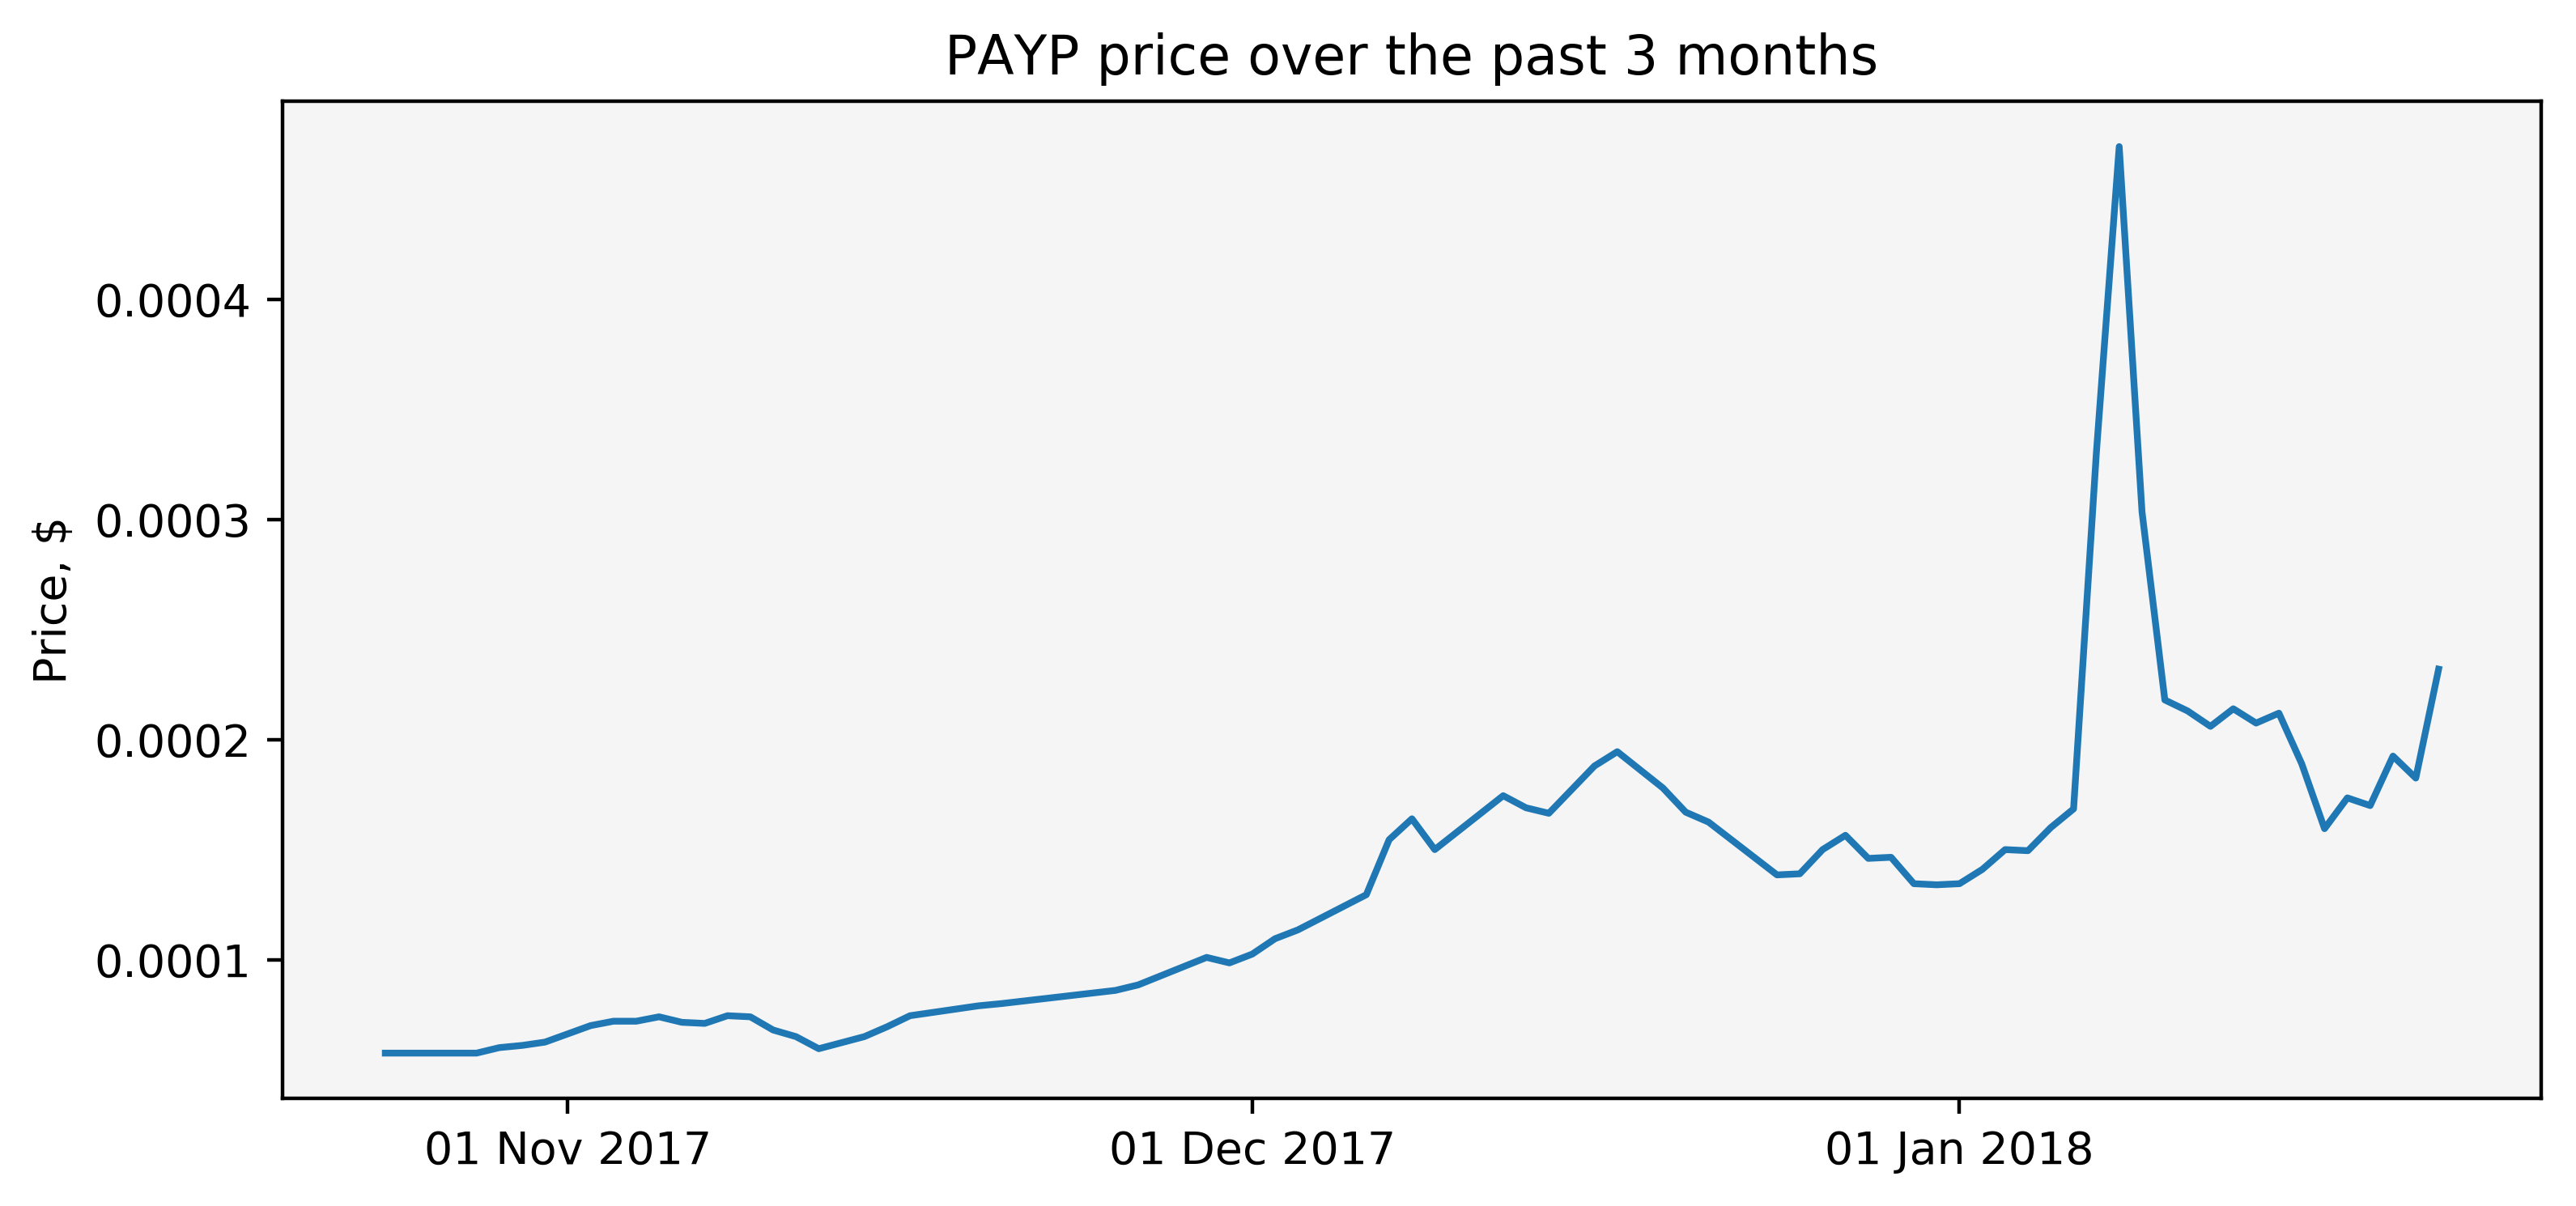 PAYP price over the past 3 months
Price, $
0.0004
0.0003
0.0002
0.0001
01 Nov 2017
01 Dec 2017
01 Jan 2018